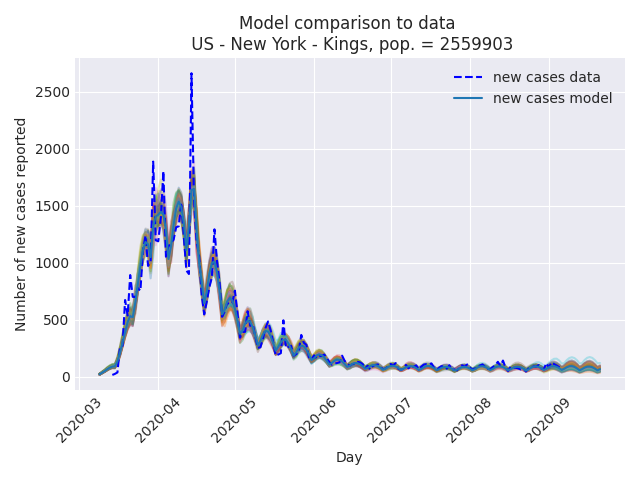 Model comparison to data
US - New York - Kings, pop. = 2559903
new cases data
new cases model
Number of new cases reported
2500
2000
1500
1000
500
0
2020-03
2020-04
2020-05
2020-06
2020-07
2020-08
2020-09
Day